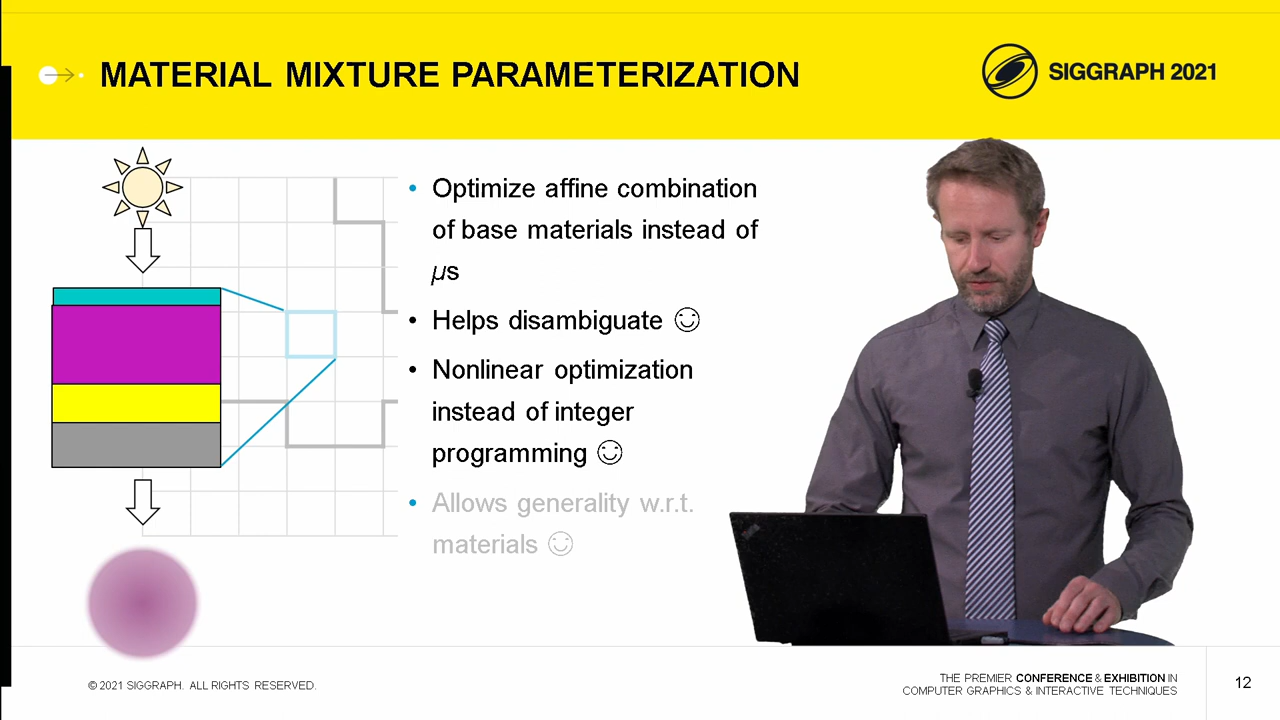 MATERIAL MIXTURE PARAMETERIZATION
SIGGRAPH 2021
• Optimize affine combination
of base materials instead of
µs
• Helps disambiguate ☺
• Nonlinear optimization
instead of integer
programming ☺
• Allows generality w.r.t.
materials ☺
© 2021 SIGGRAPH. ALL RIGHTS RESERVED.
THE PREMIER CONFERENCE & EXHIBITION IN
COMPUTER GRAPHICS & INTERACTIVE TECHNIQUES
12